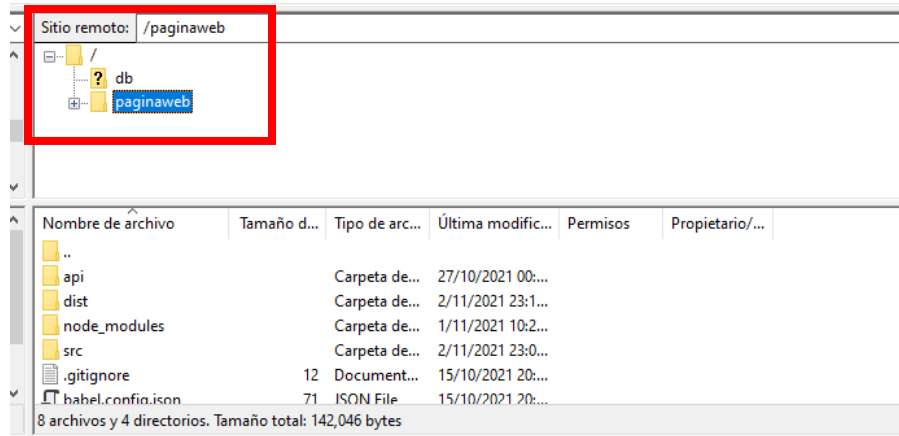 Sitio remoto: /paginaweb
/
? db
paginaweb
Nombre de archivo Tamaño d... Tipo de arc... Última modific... Permisos Propietario/...
..
api Carpeta de... 27/10/2021 00:...
dist Carpeta de... 2/11/2021 23:1...
node_modules Carpeta de... 1/11/2021 10:2...
src Carpeta de... 2/11/2021 23:0...
.gitignore 12 Document... 15/10/2021 20:...
babel.config.json 71 JSON File 15/10/2021 20:...
8 archivos y 4 directorios. Tamaño total: 142,046 bytes